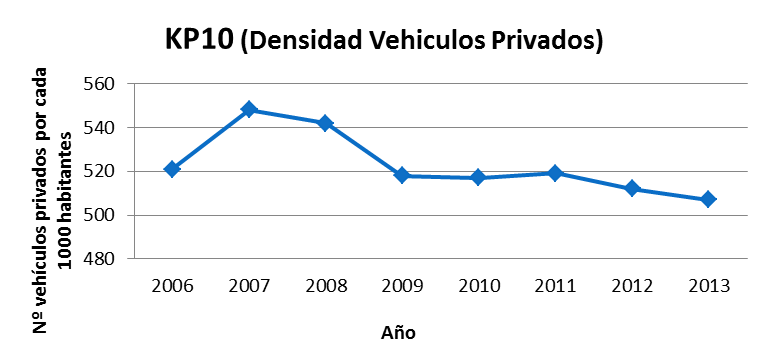 KP10 (Densidad Vehiculos Privados)
Nº vehículos privados por cada
1000 habitantes
560
540
520
500
480
2006 2007 2008 2009 2010 2011 2012 2013
Año